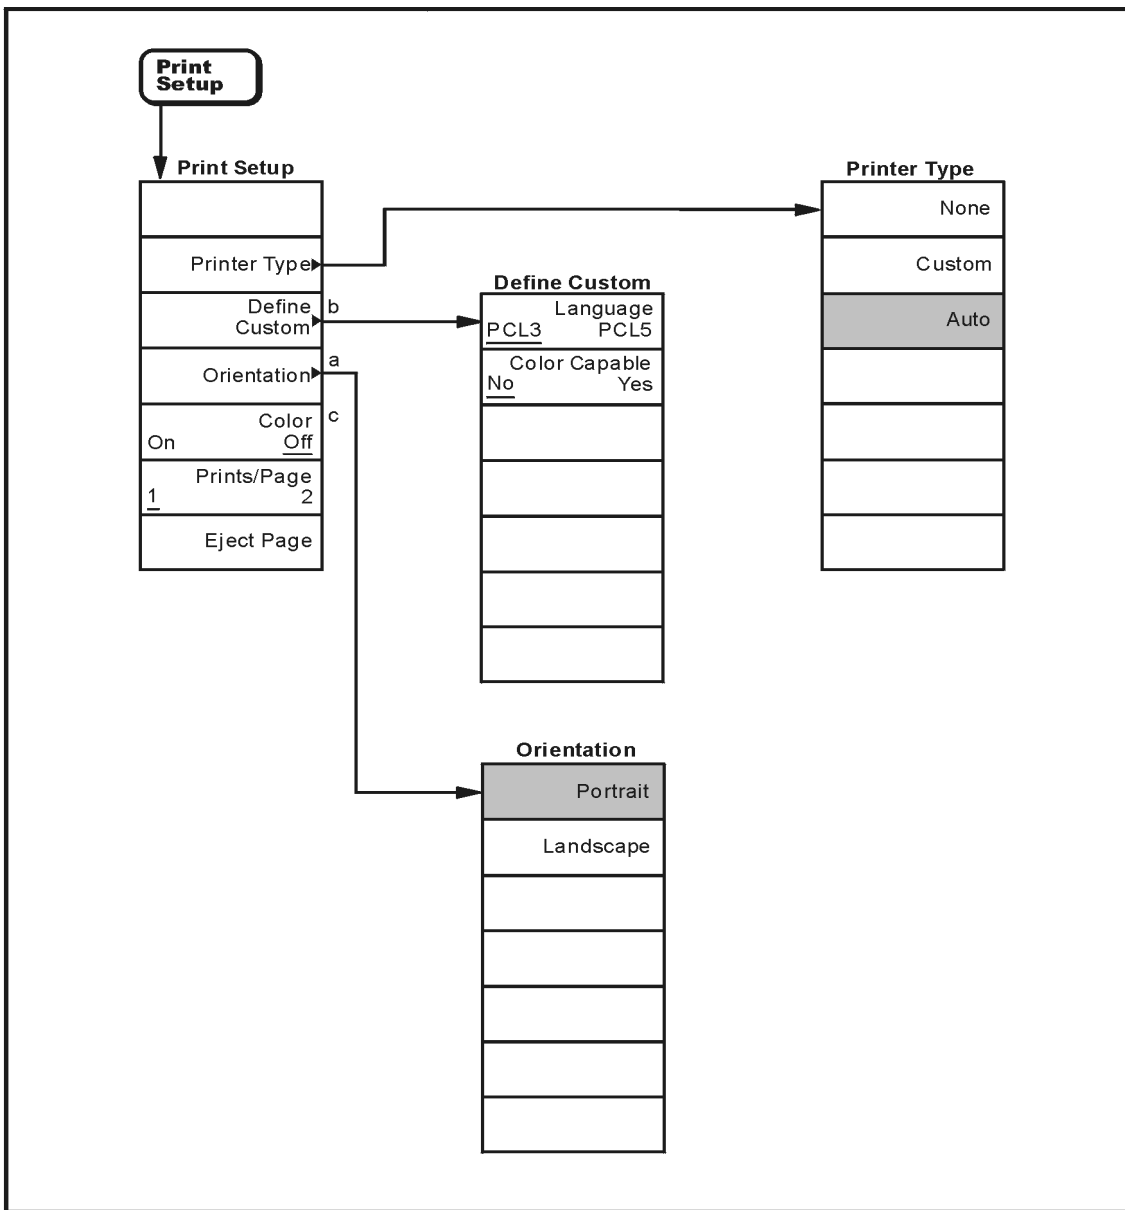 Print
Setup
Print Setup
Printer Type
Define
Custom
b
Orientation
a
Color
On Off
c
Prints/Page
1 2
Eject Page
Define Custom
Language
PCL3 PCL5
Color Capable
No Yes
Orientation
Portrait
Landscape
Printer Type
None
Custom
Auto